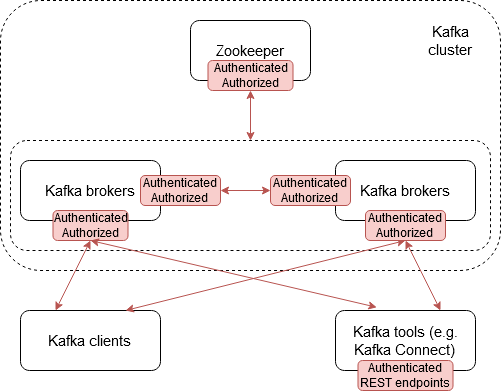 Kafka
cluster
Zookeeper
Authenticated
Authorized
Kafka brokers
Authenticated
Authorized
Authenticated
Authorized
Kafka brokers
Authenticated
Authorized
Authenticated
Authorized
Kafka clients
Kafka tools (e.g.
Kafka Connect)
Authenticated
REST endpoints